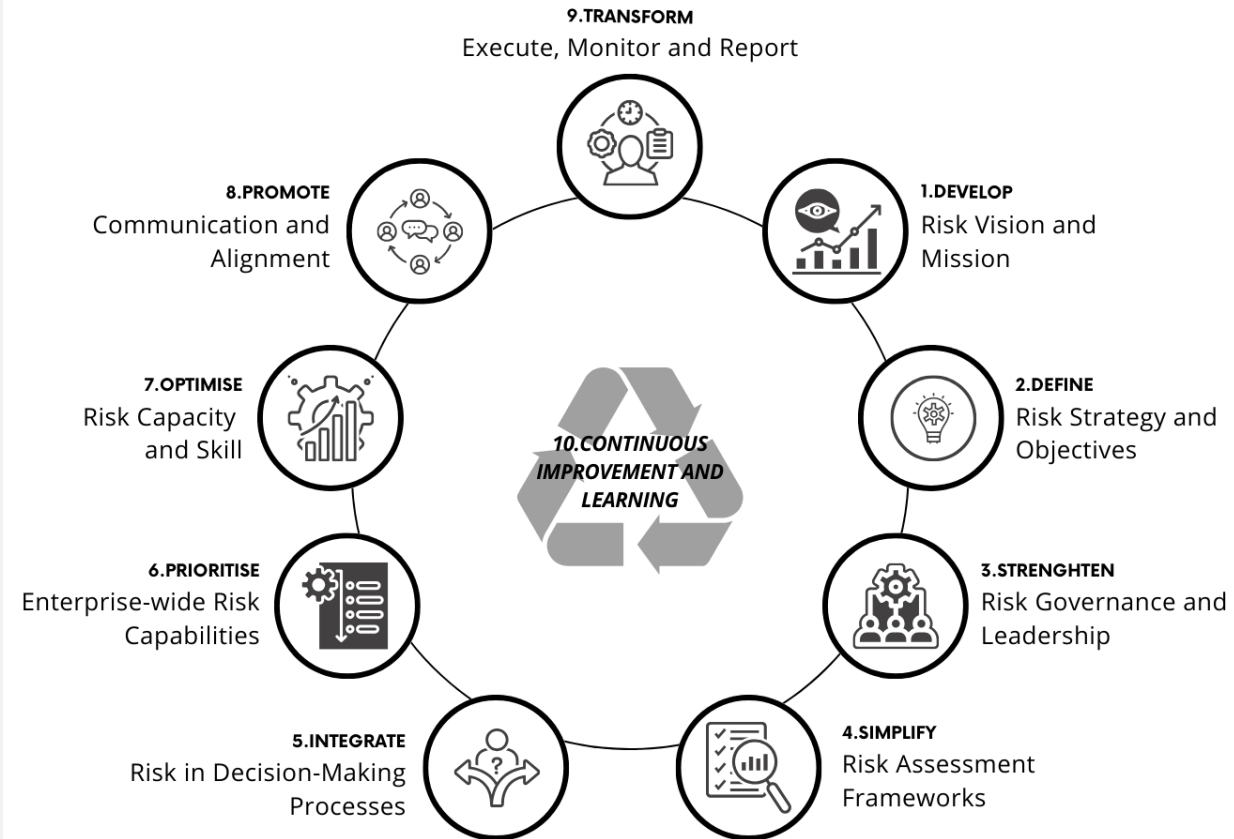 9.TRANSFORM
Execute, Monitor and Report
1.DEVELOP
Risk Vision and
Mission
2.DEFINE
Risk Strategy and
Objectives
3.STRENGHTEN
Risk Governance and
Leadership
4.SIMPLIFY
Risk Assessment
Frameworks
5.INTEGRATE
Risk in Decision-Making
Processes
6.PRIORITISE
Enterprise-wide Risk
Capabilities
7.OPTIMISE
Risk Capacity
and Skill
8.PROMOTE
Communication and
Alignment
10.CONTINUOUS
IMPROVEMENT AND
LEARNING
?